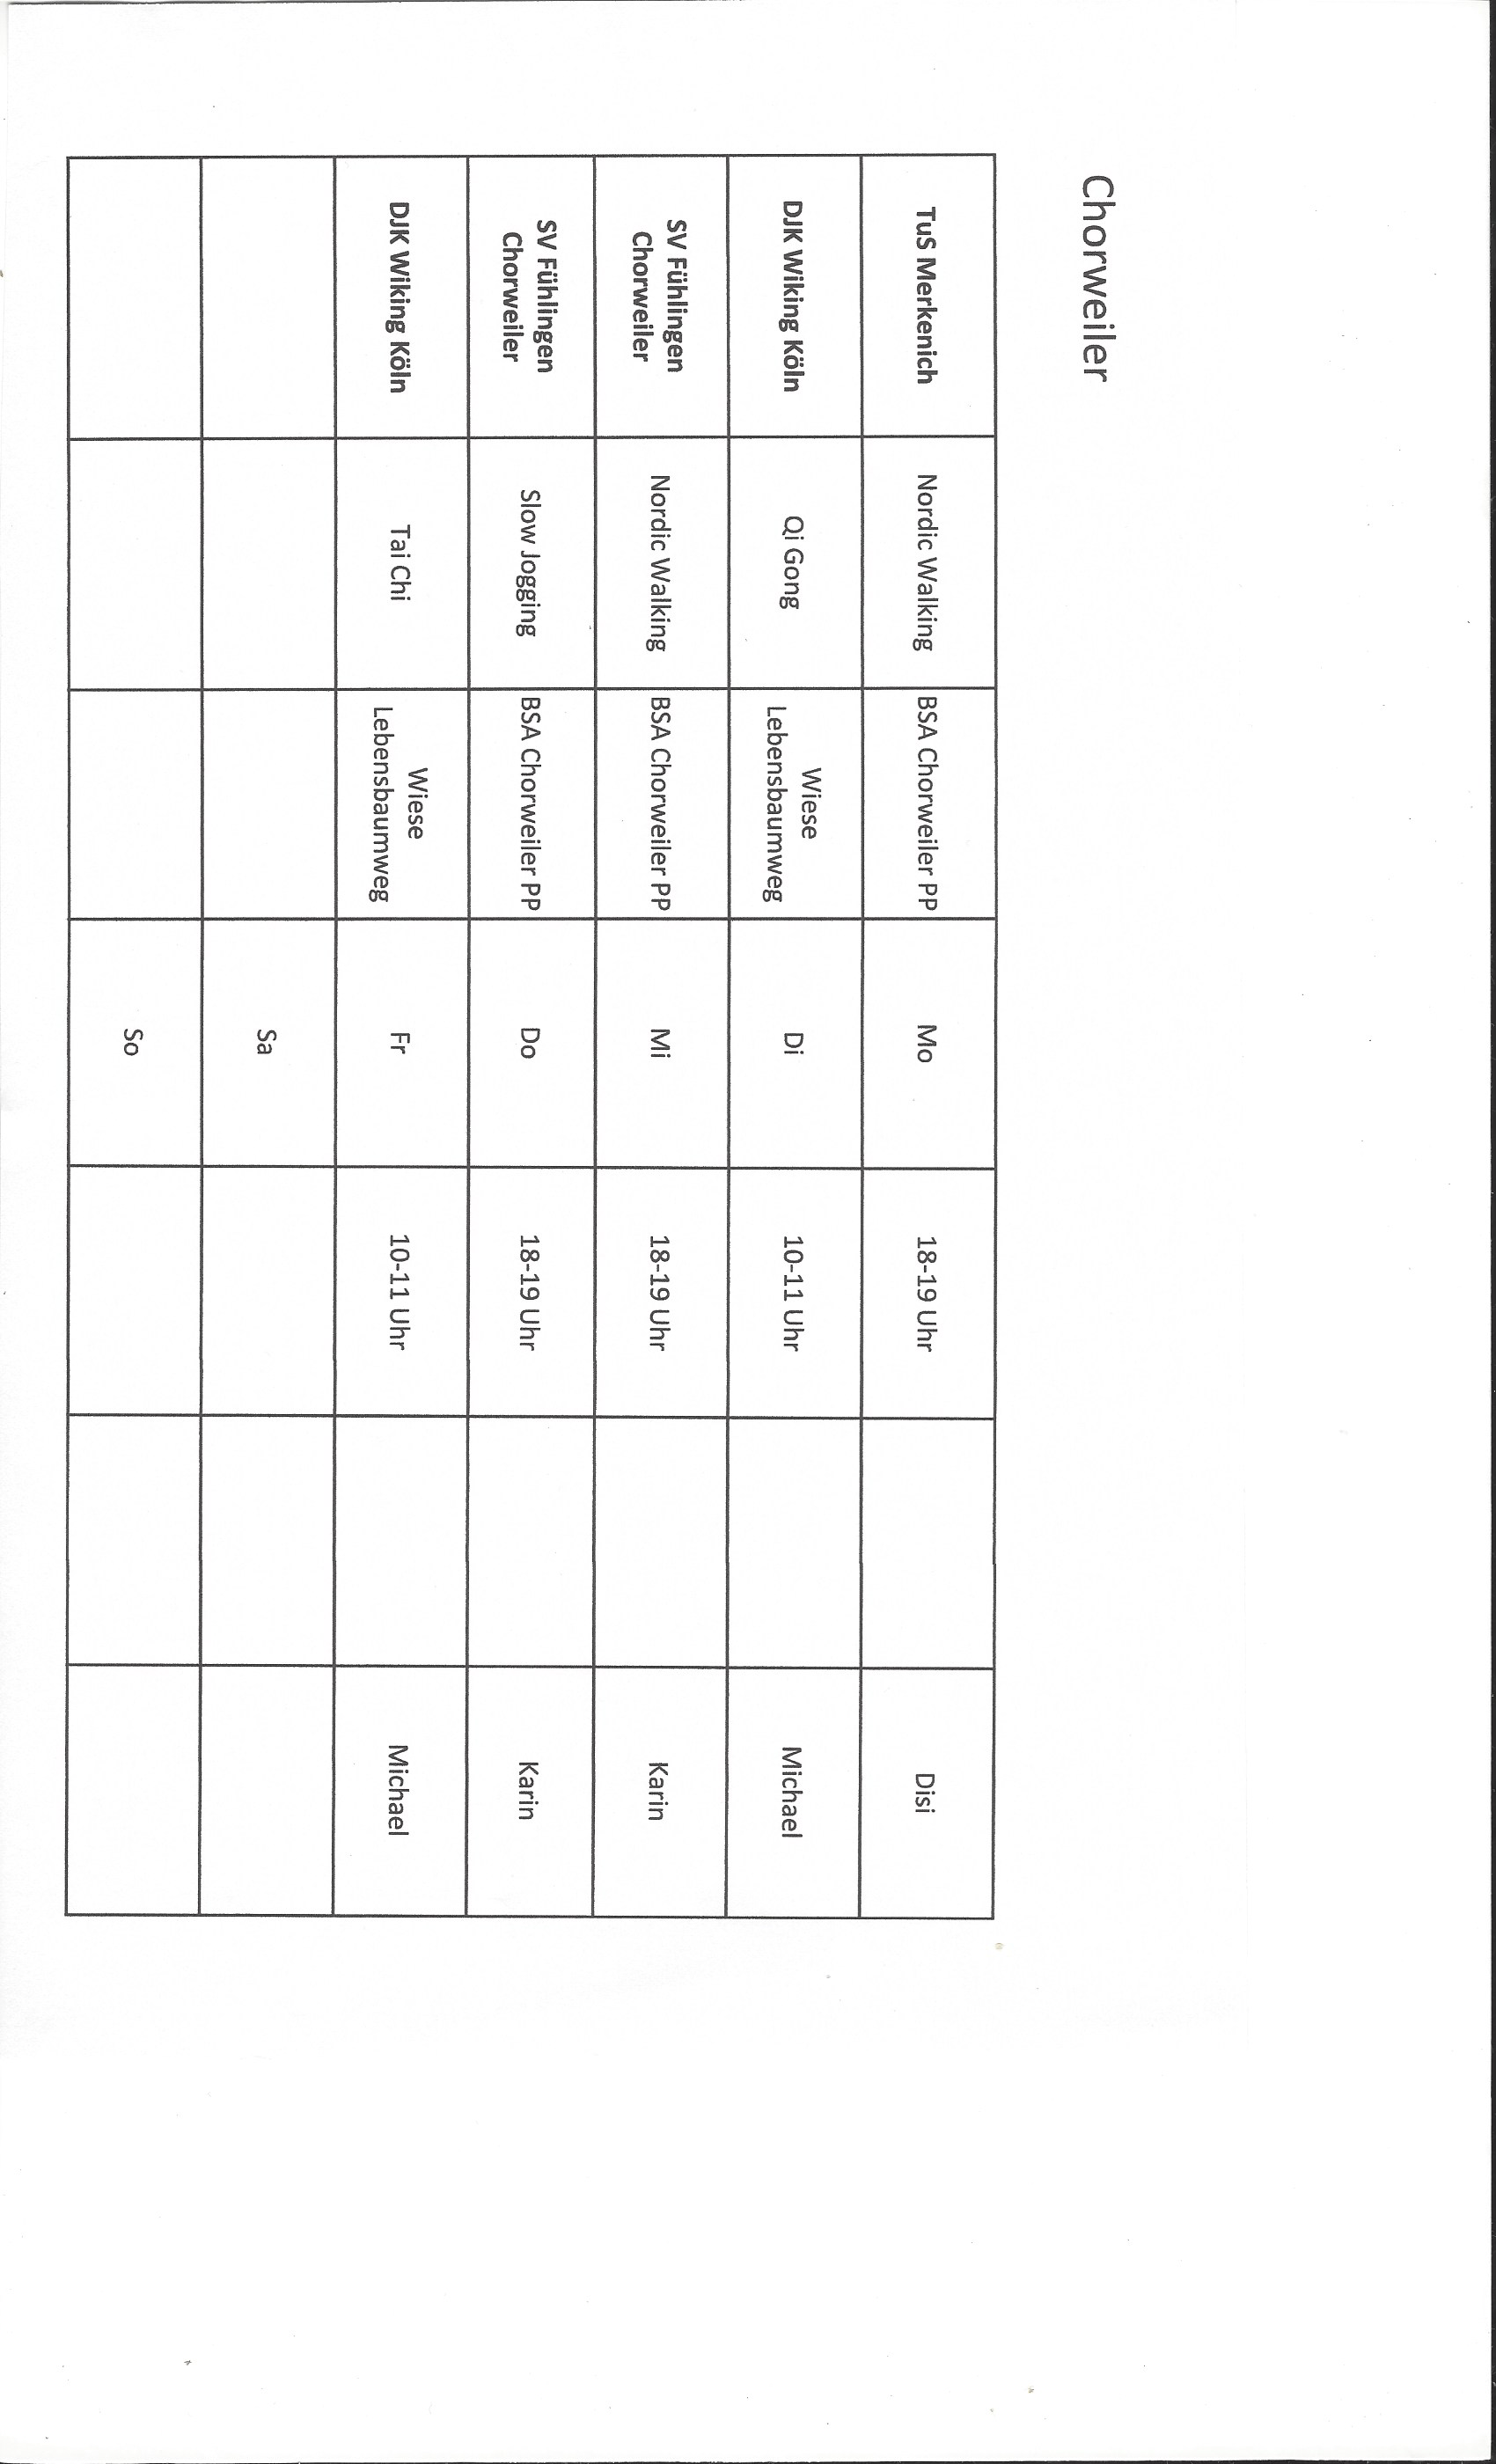 Chorweiler
TuS Merkenich Nordic Walking BSA Chorweiler PP Mo 18-19 Uhr Disi
DJK Wiking Köln Qi Gong Wiese
Lebensbaumweg Di 10-11 Uhr Michael
SV Fühlingen
Chorweiler Nordic Walking BSA Chorweiler PP Mi 18-19 Uhr Karin
SV Fühlingen
Chorweiler Slow Jogging BSA Chorweiler PP Do 18-19 Uhr Karin
DJK Wiking Köln Tai Chi Wiese
Lebensbaumweg Fr 10-11 Uhr Michael
Sa
So